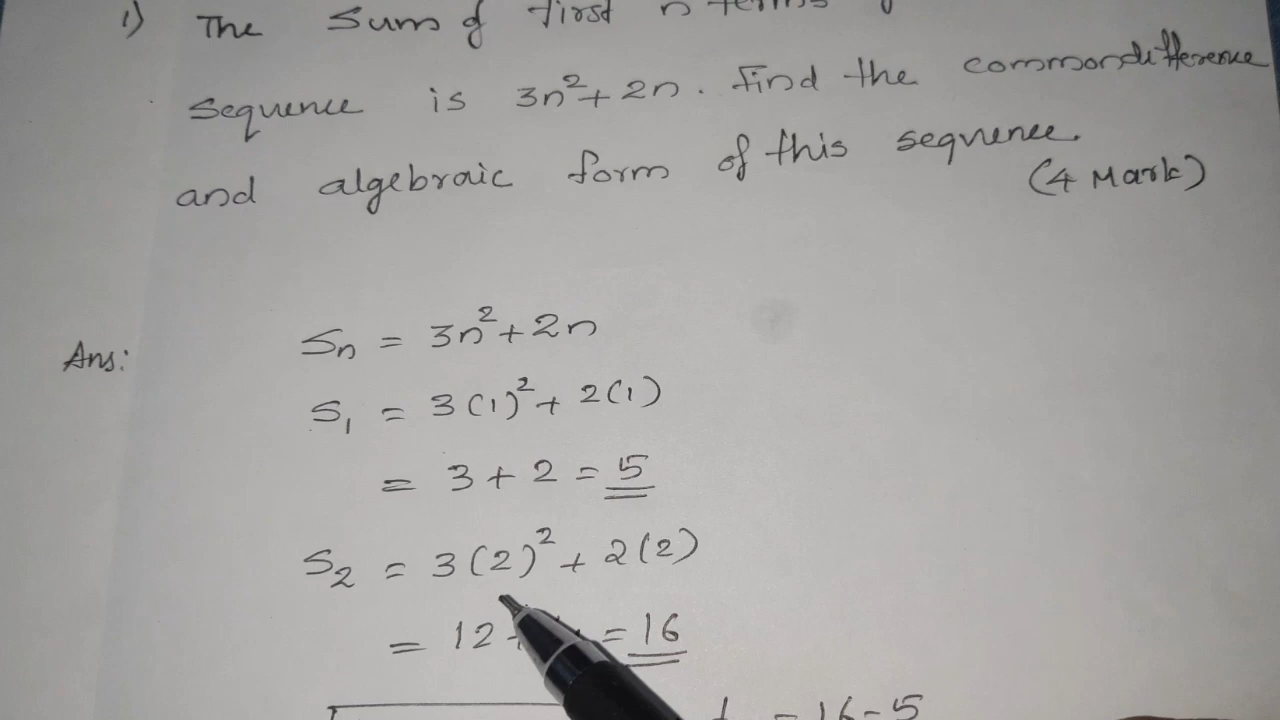 1) The Sum of first n terms
Sequence is 3n²+2n. Find the commondifference
and algebraic form of this sequence.
(4 Mark)
Ans: Sn = 3n²+2n
S₁ = 3(1)²+ 2(1)
= 3+2 = 5
S₂ = 3(2)²+2(2)
= 12+ = 16
= 16-5